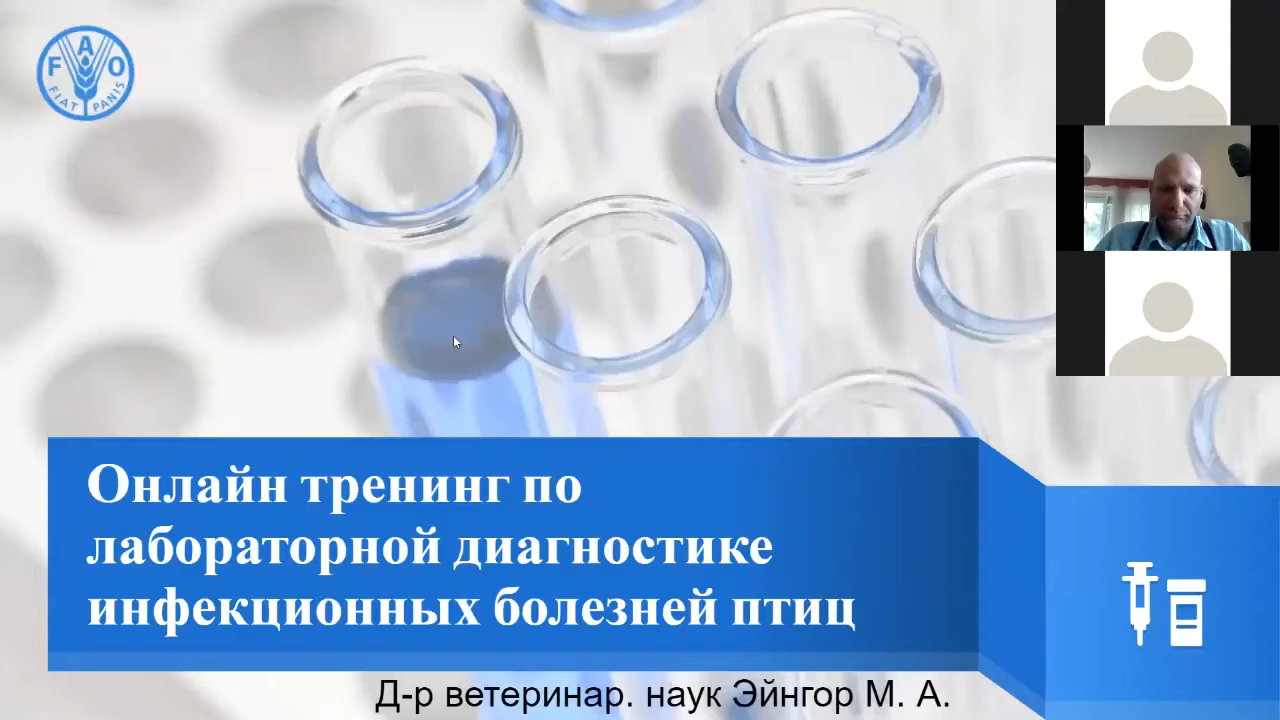 FAO
FIAT PANIS
Онлайн тренинг по
лабораторной диагностике
инфекционных болезней птиц
Д-р ветеринар. наук Эйнгор М. А.